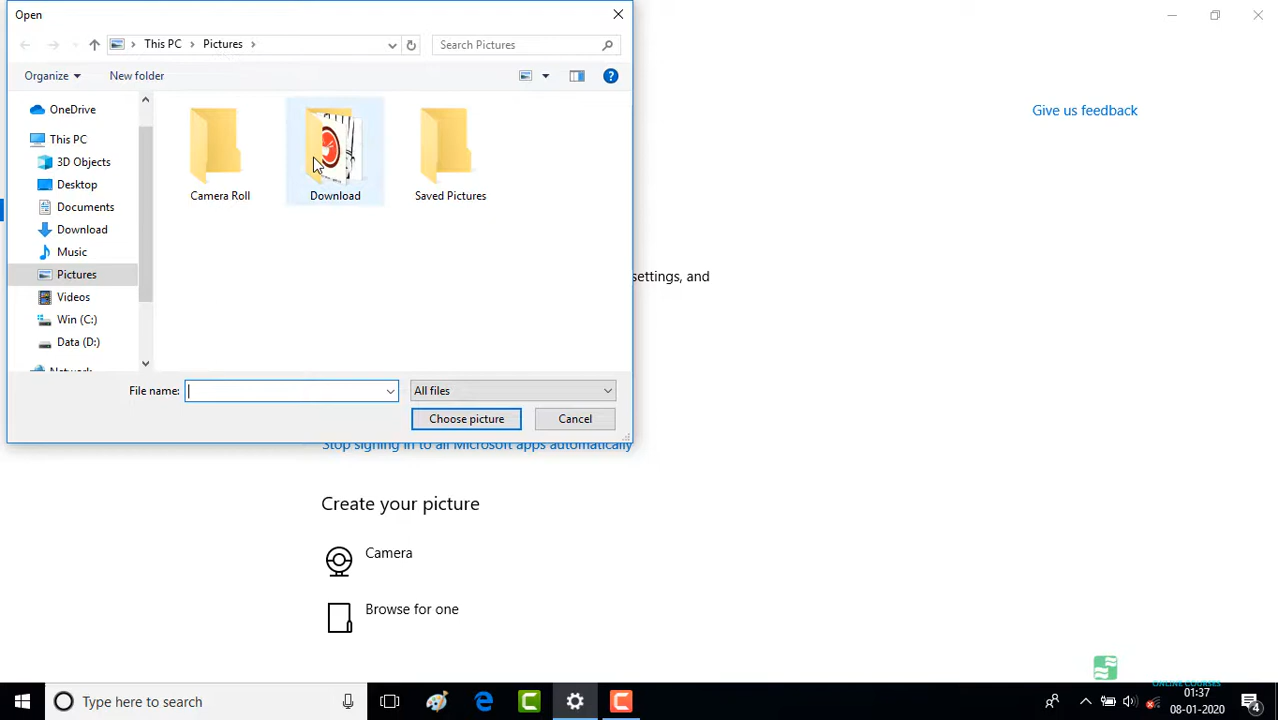 Open
This PC
Pictures
Search Pictures
Organize
New folder
OneDrive
This PC
3D Objects
Desktop
Documents
Download
Music
Pictures
Videos
Win (C:)
Data (D:)
Network
Camera Roll
Download
Saved Pictures
File name:
All files
Choose picture
Cancel
Give us feedback
settings, and
Stop signing in to all Microsoft apps automatically
Create your picture
Camera
Browse for one
Type here to search
ONLINE COURSES
01:37
08-01-2020
4